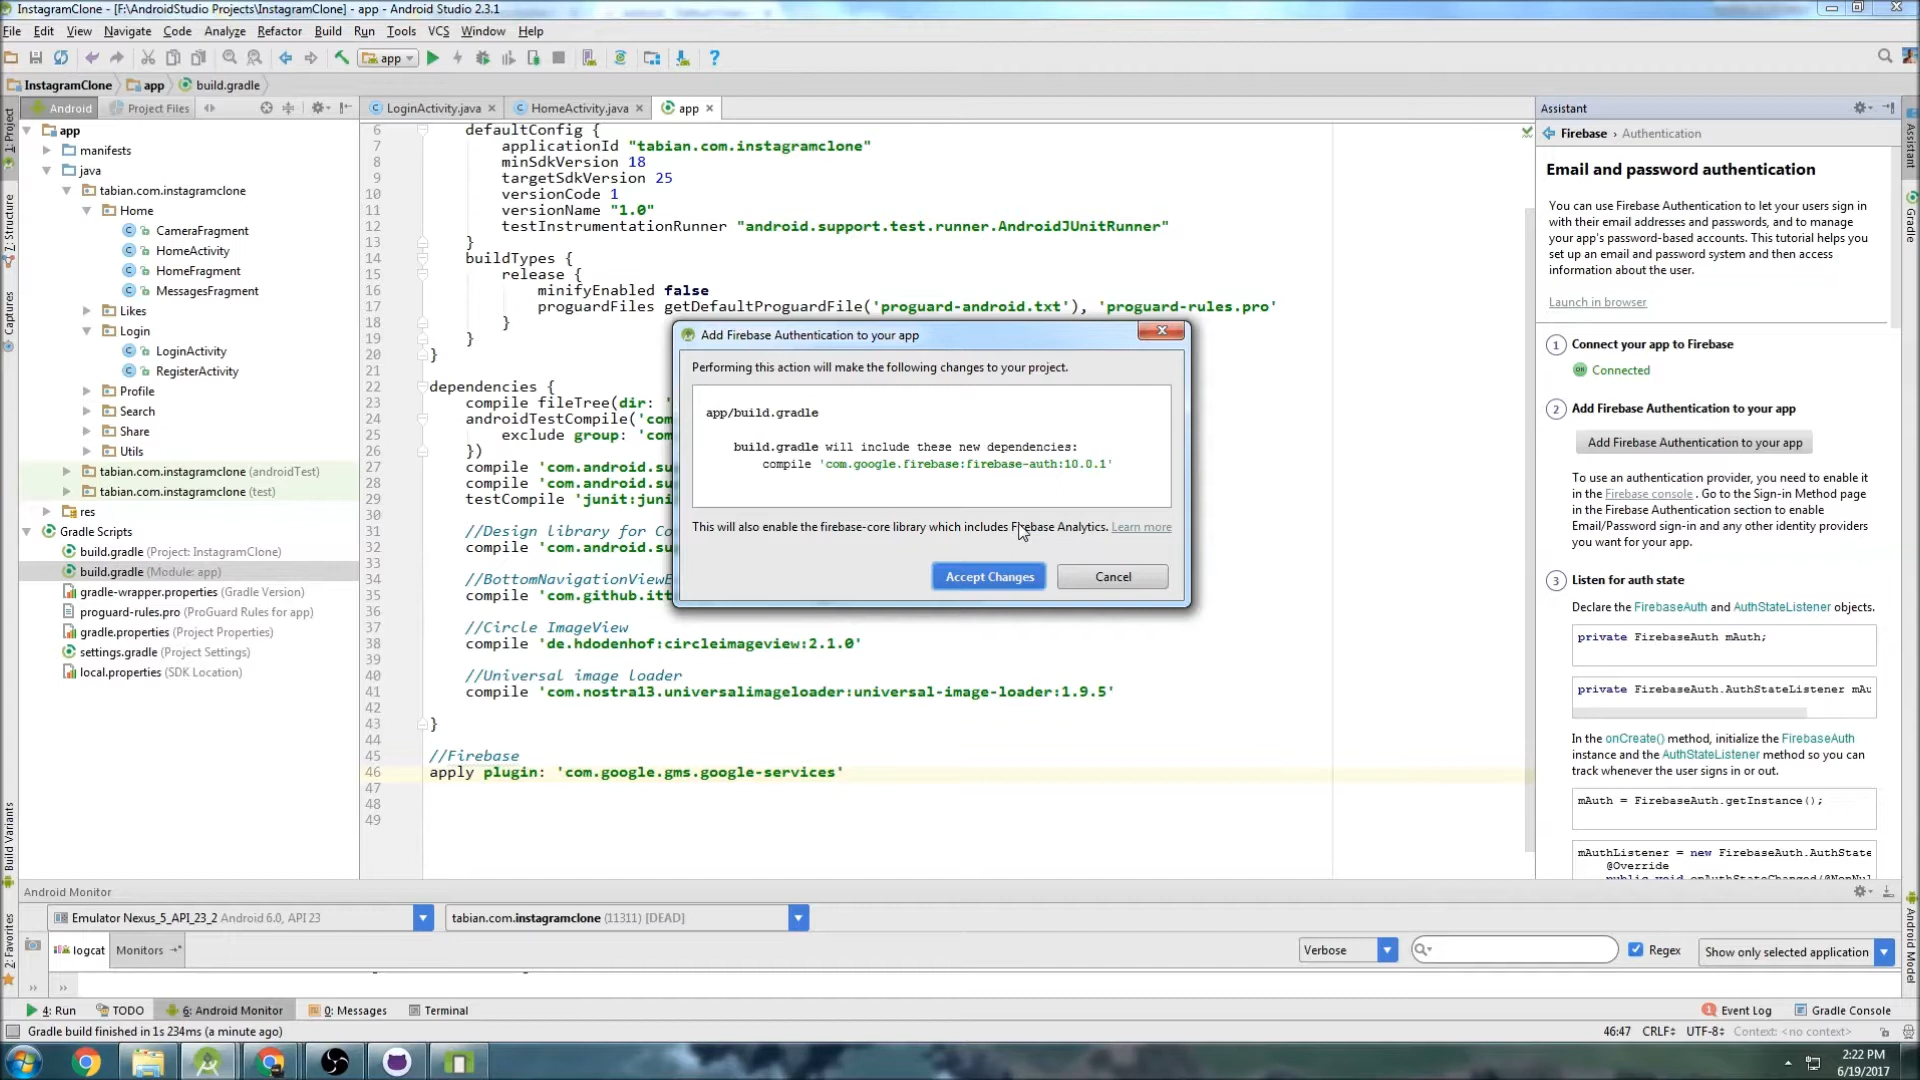 InstagramClone - [F:\AndroidStudio Projects\InstagramClone] - app - Android Studio 2.3.1
File Edit View Navigate Code Analyze Refactor Build Run Tools VCS Window Help
app
InstagramClone app build.gradle
Android Project Files
LoginActivity.java HomeActivity.java app
1: Project
7: Structure
Captures
Build Variants
2: Favorites
app
manifests
java
tabian.com.instagramclone
Home
CameraFragment
HomeActivity
HomeFragment
MessagesFragment
Likes
Login
LoginActivity
RegisterActivity
Profile
Search
Share
Utils
tabian.com.instagramclone (androidTest)
tabian.com.instagramclone (test)
res
Gradle Scripts
build.gradle (Project: InstagramClone)
build.gradle (Module: app)
gradle-wrapper.properties (Gradle Version)
proguard-rules.pro (ProGuard Rules for app)
gradle.properties (Project Properties)
settings.gradle (Project Settings)
local.properties (SDK Location)
6 defaultConfig {
7 applicationId "tabian.com.instagramclone"
8 minSdkVersion 18
9 targetSdkVersion 25
10 versionCode 1
11 versionName "1.0"
12 testInstrumentationRunner "android.support.test.runner.AndroidJUnitRunner"
13 }
14 buildTypes {
15 release {
16 minifyEnabled false
17 proguardFiles getDefaultProguardFile('proguard-android.txt'), 'proguard-rules.pro'
18 }
19 }
20 }
21
22 dependencies {
23 compile fileTree(dir: '
24 androidTestCompile('com
25 exclude group: 'com
26 })
27 compile 'com.android.su
28 compile 'com.android.su
29 testCompile 'junit:juni
30
31 //Design library for Co
32 compile 'com.android.su
33
34 //BottomNavigationViewE
35 compile 'com.github.itt
36
37 //Circle ImageView
38 compile 'de.hdodenhof:circleimageview:2.1.0'
39
40 //Universal image loader
41 compile 'com.nostra13.universalimageloader:universal-image-loader:1.9.5'
42
43 }
44
45 //Firebase
46 apply plugin: 'com.google.gms.google-services'
47
48
49
Add Firebase Authentication to your app
Performing this action will make the following changes to your project.
app/build.gradle
build.gradle will include these new dependencies:
compile 'com.google.firebase:firebase-auth:10.0.1'
This will also enable the firebase-core library which includes Firebase Analytics. Learn more
Accept Changes Cancel
Assistant
Firebase › Authentication
Email and password authentication
You can use Firebase Authentication to let your users sign in
with their email addresses and passwords, and to manage
your app's password-based accounts. This tutorial helps you
set up an email and password system and then access
information about the user.
Launch in browser
1 Connect your app to Firebase
Connected
2 Add Firebase Authentication to your app
Add Firebase Authentication to your app
To use an authentication provider, you need to enable it
in the Firebase console . Go to the Sign-in Method page
in the Firebase Authentication section to enable
Email/Password sign-in and any other identity providers
you want for your app.
3 Listen for auth state
Declare the FirebaseAuth and AuthStateListener objects.
private FirebaseAuth mAuth;
private FirebaseAuth.AuthStateListener mAu
In the onCreate() method, initialize the FirebaseAuth
instance and the AuthStateListener method so you can
track whenever the user signs in or out.
mAuth = FirebaseAuth.getInstance();
mAuthListener = new FirebaseAuth.AuthState
@Override
Assistant
Gradle
Android Model
Android Monitor
Emulator Nexus_5_API_23_2 Android 6.0, API 23
tabian.com.instagramclone (11311) [DEAD]
logcat Monitors
Verbose
Regex
Show only selected application
4: Run TODO 6: Android Monitor 0: Messages Terminal
1 Event Log Gradle Console
Gradle build finished in 1s 234ms (a minute ago)
46:47 CRLF UTF-8 Context: <no context>
2:22 PM
6/19/2017